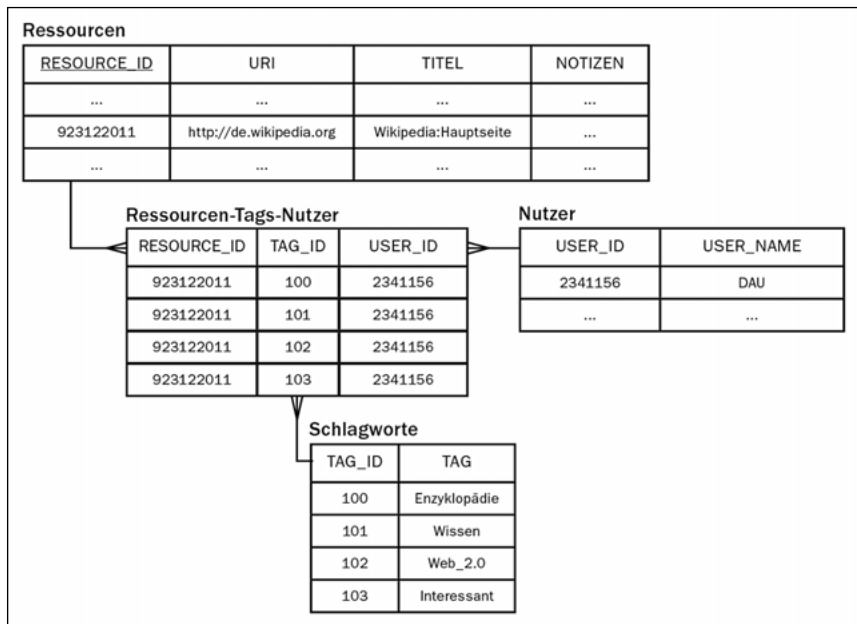 Ressourcen
RESOURCE_ID URI TITEL NOTIZEN
... ... ... ...
923122011 http://de.wikipedia.org Wikipedia:Hauptseite ...
... ... ... ...
Ressourcen-Tags-Nutzer
RESOURCE_ID TAG_ID USER_ID
923122011 100 2341156
923122011 101 2341156
923122011 102 2341156
923122011 103 2341156
Nutzer
USER_ID USER_NAME
2341156 DAU
... ...
Schlagworte
TAG_ID TAG
100 Enzyklopädie
101 Wissen
102 Web_2.0
103 Interessant